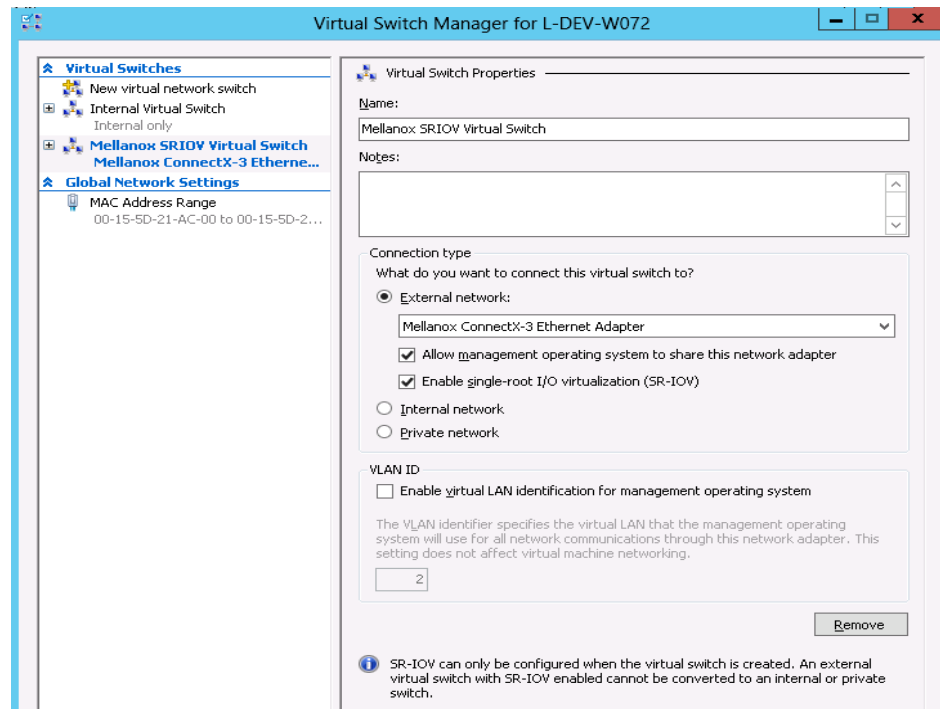 Virtual Switch Manager for L-DEV-W072
Virtual Switches
New virtual network switch
Internal Virtual Switch
Internal only
Mellanox SRIOV Virtual Switch
Mellanox ConnectX-3 Etherne...
Global Network Settings
MAC Address Range
00-15-5D-21-AC-00 to 00-15-5D-2...
Virtual Switch Properties
Name:
Mellanox SRIOV Virtual Switch
Notes:
Connection type
What do you want to connect this virtual switch to?
External network:
Mellanox ConnectX-3 Ethernet Adapter
Allow management operating system to share this network adapter
Enable single-root I/O virtualization (SR-IOV)
Internal network
Private network
VLAN ID
Enable virtual LAN identification for management operating system
The VLAN identifier specifies the virtual LAN that the management operating
system will use for all network communications through this network adapter. This
setting does not affect virtual machine networking.
2
Remove
SR-IOV can only be configured when the virtual switch is created. An external
virtual switch with SR-IOV enabled cannot be converted to an internal or private
switch.